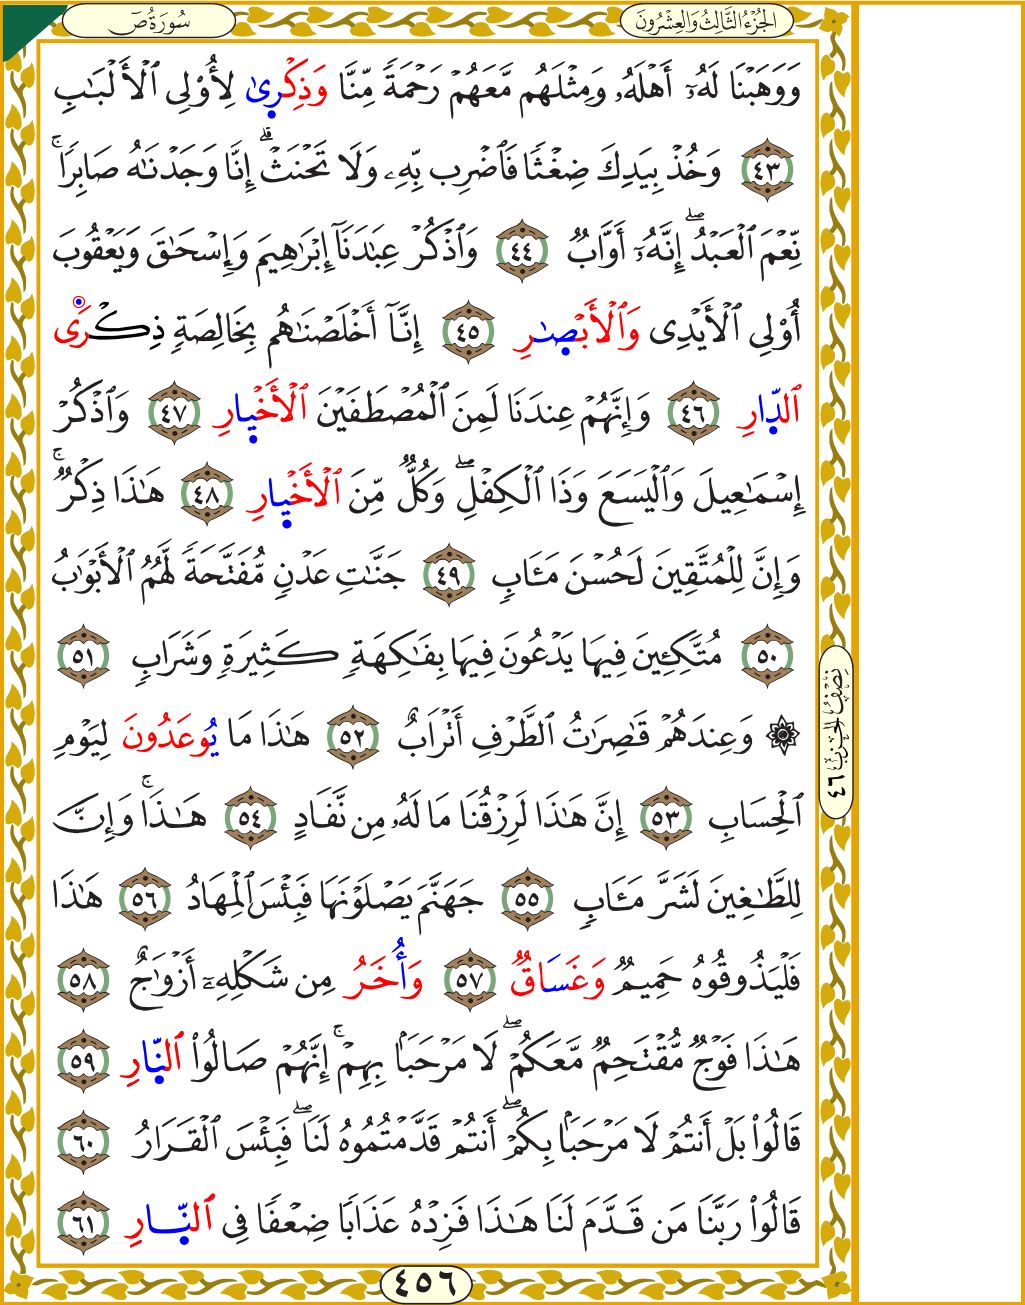 الجُزْءُ الثَّالِثُ وَالعِشْرُونَ
سُورَةُ صٓ
وَوَهَبْنَا لَهُۥٓ أَهْلَهُۥ وَمِثْلَهُم مَّعَهُمْ رَحْمَةً مِّنَّا وَذِكْرِىٰ لِأُو۟لِى ٱلْأَلْبَٰبِ
٤٣ وَخُذْ بِيَدِكَ ضِغْثًا فَٱضْرِب بِّهِۦ وَلَا تَحْنَثْ ۗ إِنَّا وَجَدْنَٰهُ صَابِرًا ۚ
نِّعْمَ ٱلْعَبْدُ ۖ إِنَّهُۥٓ أَوَّابٌ ٤٤ وَٱذْكُرْ عِبَٰدَنَآ إِبْرَٰهِيمَ وَإِسْحَٰقَ وَيَعْقُوبَ
أُو۟لِى ٱلْأَيْدِى وَٱلْأَبْصِٰرِ ٤٥ إِنَّآ أَخْلَصْنَٰهُم بِخَالِصَةٍ ذِكْرَى
ٱلدِّارِ ٤٦ وَإِنَّهُمْ عِندَنَا لَمِنَ ٱلْمُصْطَفَيْنَ ٱلْأَخْيِارِ ٤٧ وَٱذْكُرْ
إِسْمَٰعِيلَ وَٱلْيَسَعَ وَذَا ٱلْكِفْلِ ۖ وَكُلٌّ مِّنَ ٱلْأَخْيِارِ ٤٨ هَٰذَا ذِكْرٌ ۚ
وَإِنَّ لِلْمُتَّقِينَ لَحُسْنَ مَـَٔابٍ ٤٩ جَنَّٰتِ عَدْنٍ مُّفَتَّحَةً لَّهُمُ ٱلْأَبْوَٰبُ
٥٠ مُتَّكِـِٔينَ فِيهَا يَدْعُونَ فِيهَا بِفَٰكِهَةٍ كَثِيرَةٍ وَشَرَابٍ ٥١
۞ وَعِندَهُمْ قَٰصِرَٰتُ ٱلطَّرْفِ أَتْرَابٌ ٥٢ هَٰذَا مَا يُوعَدُونَ لِيَوْمِ
ٱلْحِسَابِ ٥٣ إِنَّ هَٰذَا لَرِزْقُنَا مَا لَهُۥ مِن نَّفَادٍ ٥٤ هَٰذَا ۚ وَإِنَّ
لِلطَّٰغِينَ لَشَرَّ مَـَٔابٍ ٥٥ جَهَنَّمَ يَصْلَوْنَهَا فَبِئْسَ ٱلْمِهَادُ ٥٦ هَٰذَا
فَلْيَذُوقُوهُ حَمِيمٌ وَغَسَاقٌ ٥٧ وَأُخَرُ مِن شَكْلِهِۦٓ أَزْوَٰجٌ ٥٨
هَٰذَا فَوْجٌ مُّقْتَحِمٌ مَّعَكُمْ ۖ لَا مَرْحَبًۢا بِهِمْ ۚ إِنَّهُمْ صَالُوا۟ ٱلنِّارِ ٥٩
قَالُوا۟ بَلْ أَنتُمْ لَا مَرْحَبًۢا بِكُمْ ۖ أَنتُمْ قَدَّمْتُمُوهُ لَنَا ۖ فَبِئْسَ ٱلْقَرَارُ ٦٠
قَالُوا۟ رَبَّنَا مَن قَدَّمَ لَنَا هَٰذَا فَزِدْهُ عَذَابًا ضِعْفًا فِى ٱلنِّارِ ٦١
نِصْفُ الحِزْب ٤٦
٤٥٦